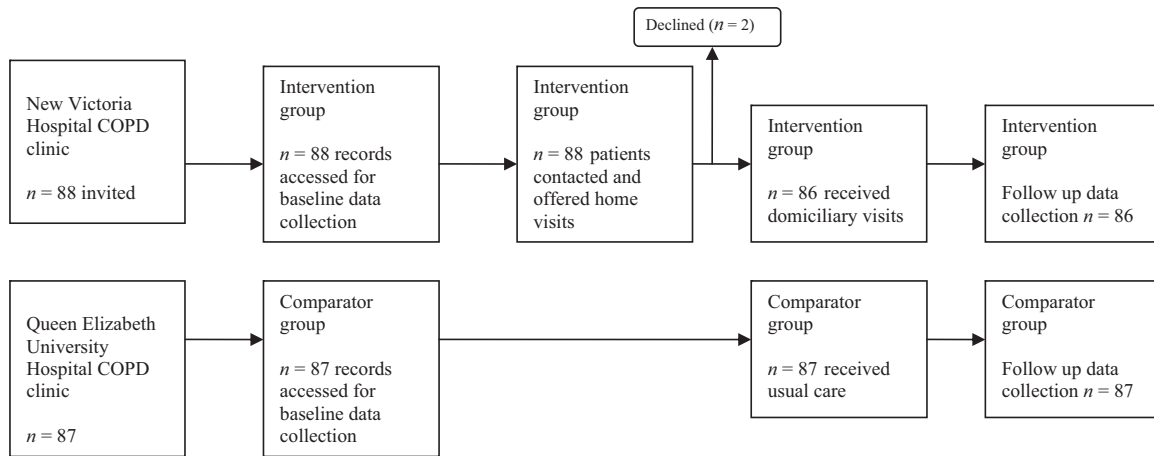 Declined (n = 2)
New Victoria
Hospital COPD
clinic
n = 88 invited
Intervention
group
n = 88 records
accessed for
baseline data
collection
Intervention
group
n = 88 patients
contacted and
offered home
visits
Intervention
group
n = 86 received
domiciliary visits
Intervention
group
Follow up data
collection n = 86
Queen Elizabeth
University
Hospital COPD
clinic
n = 87
Comparator
group
n = 87 records
accessed for
baseline data
collection
Comparator
group
n = 87 received
usual care
Comparator
group
Follow up data
collection n = 87